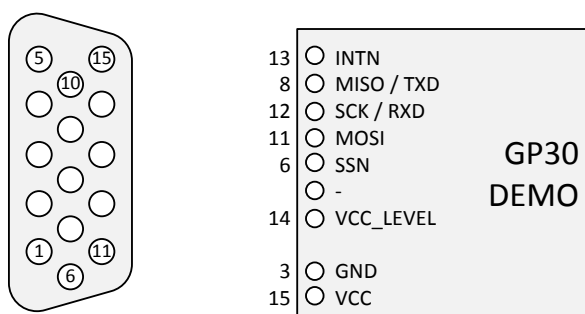 5 15
10
1 11
6
13 INTN
8 MISO / TXD
12 SCK / RXD
11 MOSI
6 SSN
-
14 VCC_LEVEL
3 GND
15 VCC
GP30
DEMO